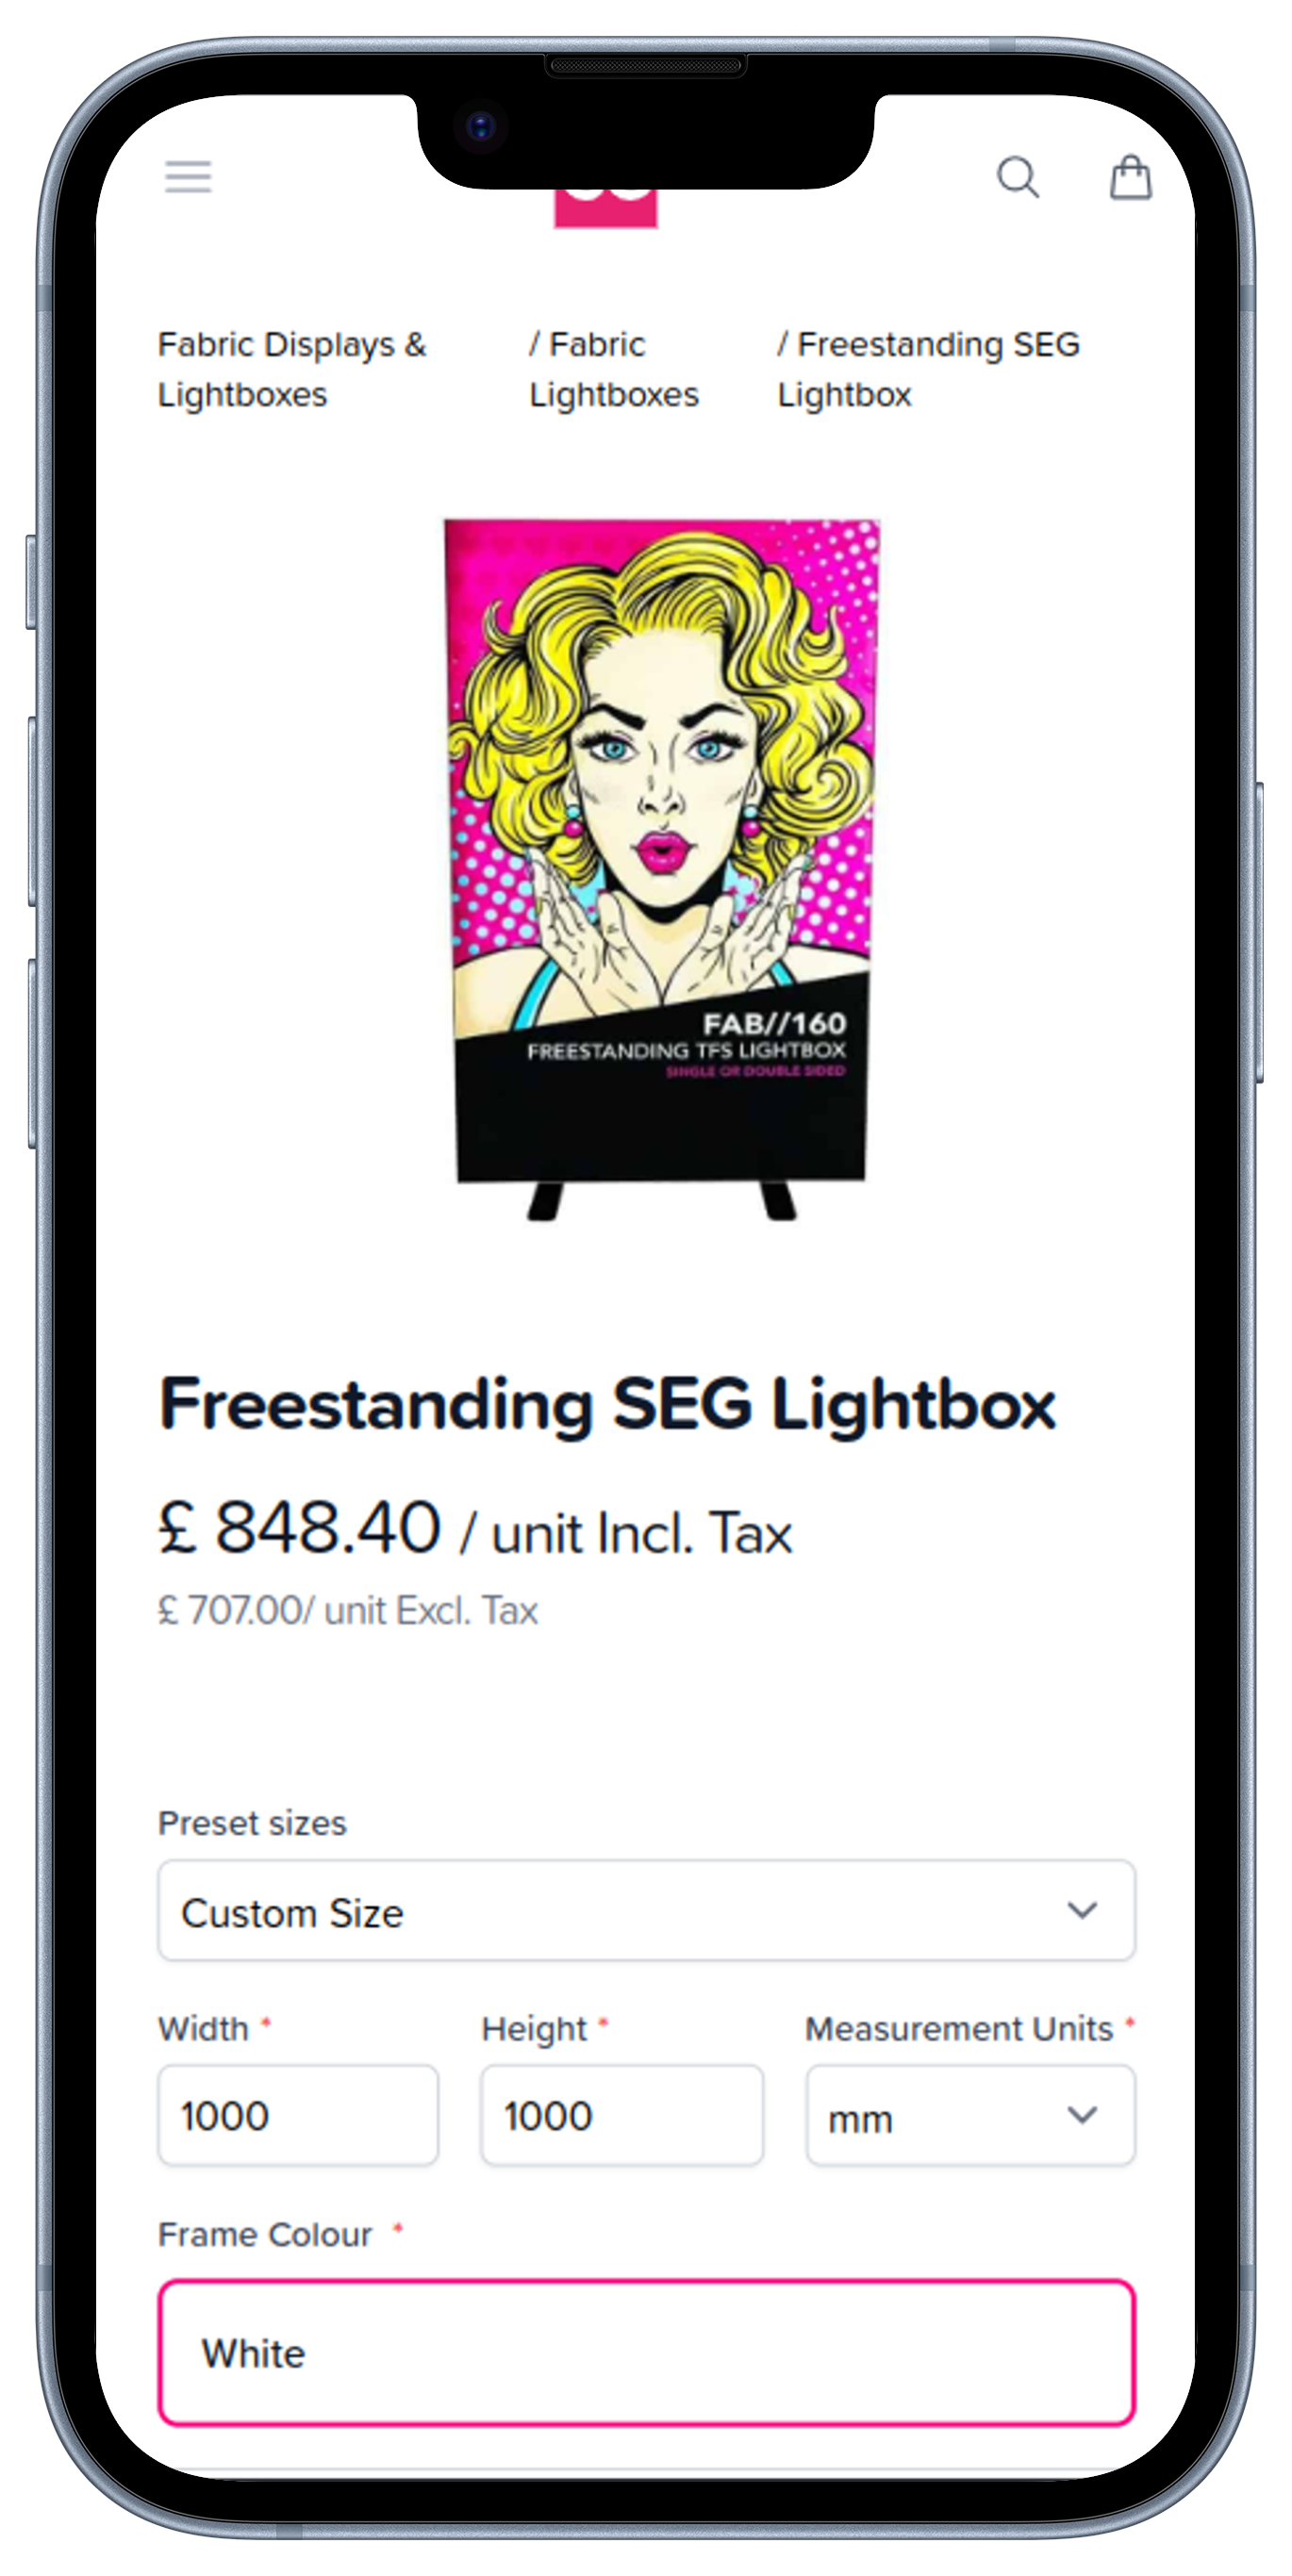 Fabric Displays &
Lightboxes
/ Fabric
Lightboxes
/ Freestanding SEG
Lightbox
FAB//160
FREESTANDING TFS LIGHTBOX
SINGLE OR DOUBLE SIDED
Freestanding SEG Lightbox
£ 848.40 / unit Incl. Tax
£ 707.00/ unit Excl. Tax
Preset sizes
Custom Size
Width *
Height *
Measurement Units *
1000
1000
mm
Frame Colour *
White